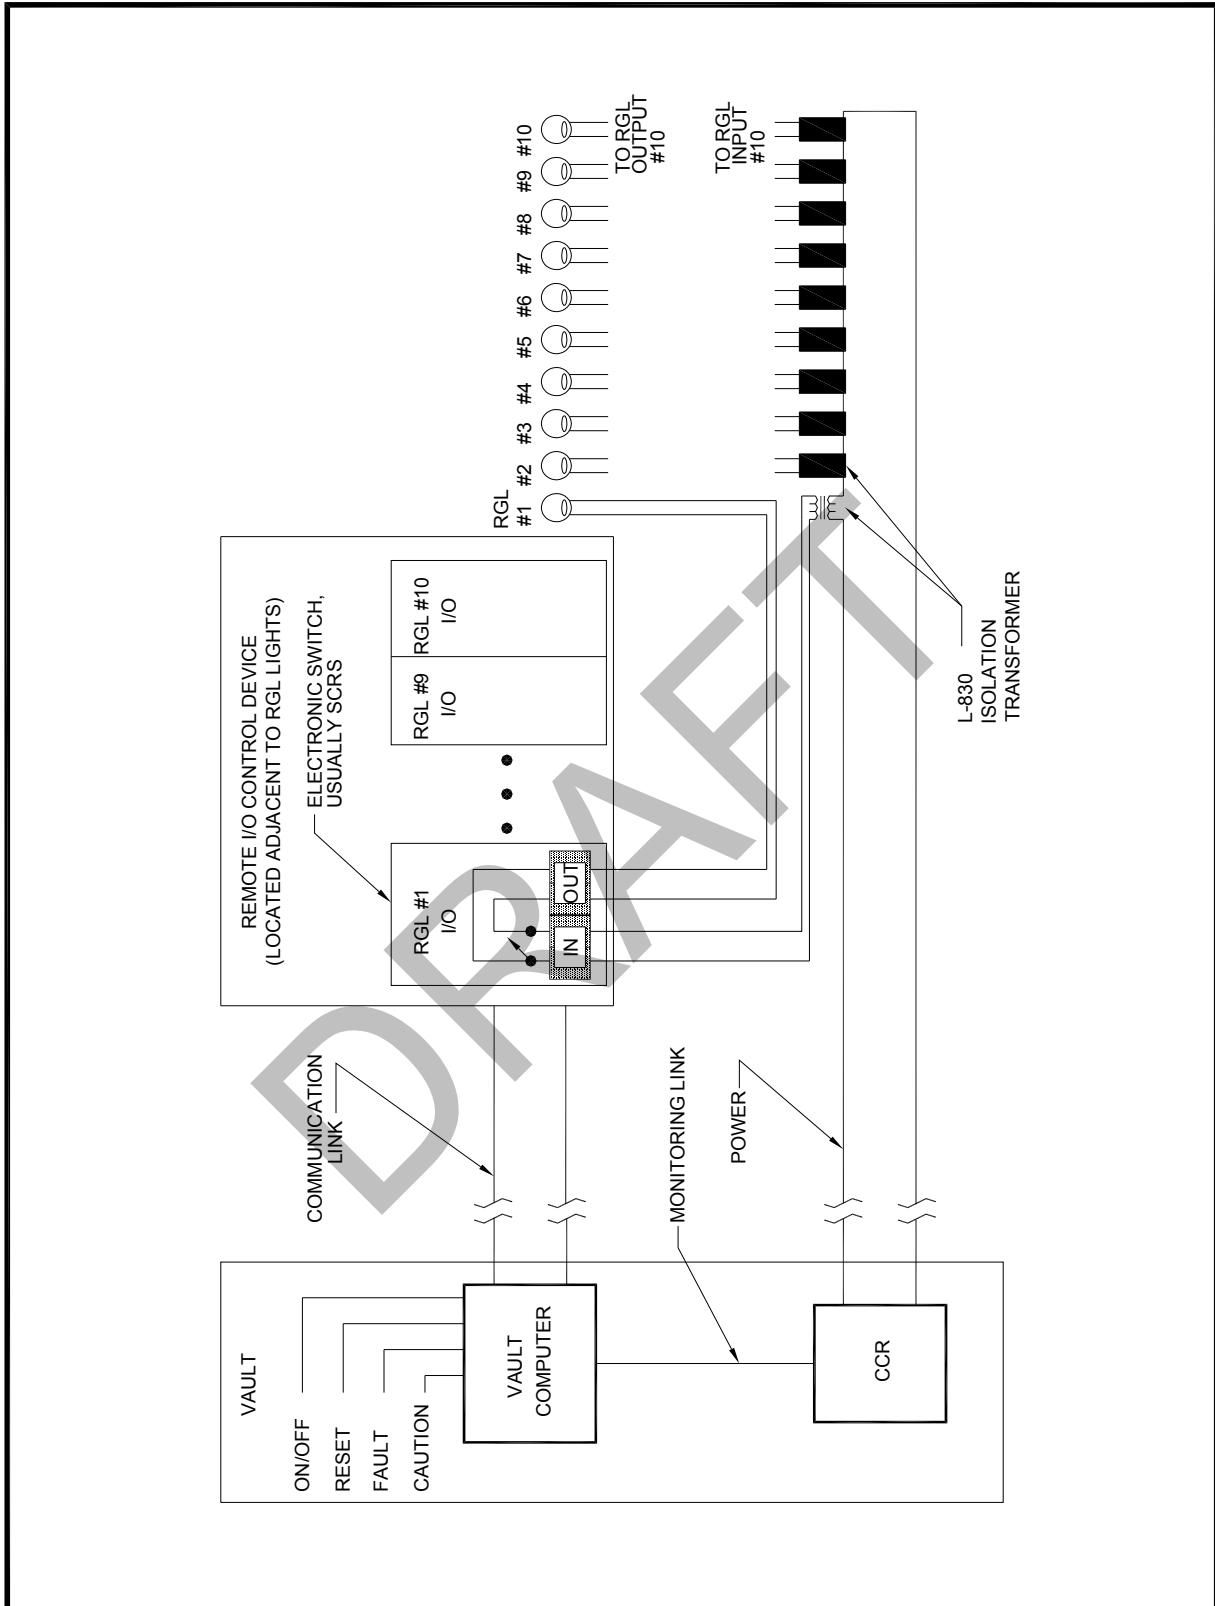 VAULT
ON/OFF
RESET
FAULT
CAUTION
VAULT
COMPUTER
CCR
COMMUNICATION
LINK
MONITORING LINK
POWER
REMOTE I/O CONTROL DEVICE
(LOCATED ADJACENT TO RGL LIGHTS)
ELECTRONIC SWITCH,
USUALLY SCRS
RGL #1
I/O
IN
OUT
RGL #9
I/O
RGL #10
I/O
RGL
#1
#2
#3
#4
#5
#6
#7
#8
#9
#10
TO RGL
OUTPUT
#10
TO RGL
INPUT
#10
L-830
ISOLATION
TRANSFORMER
DRAFT